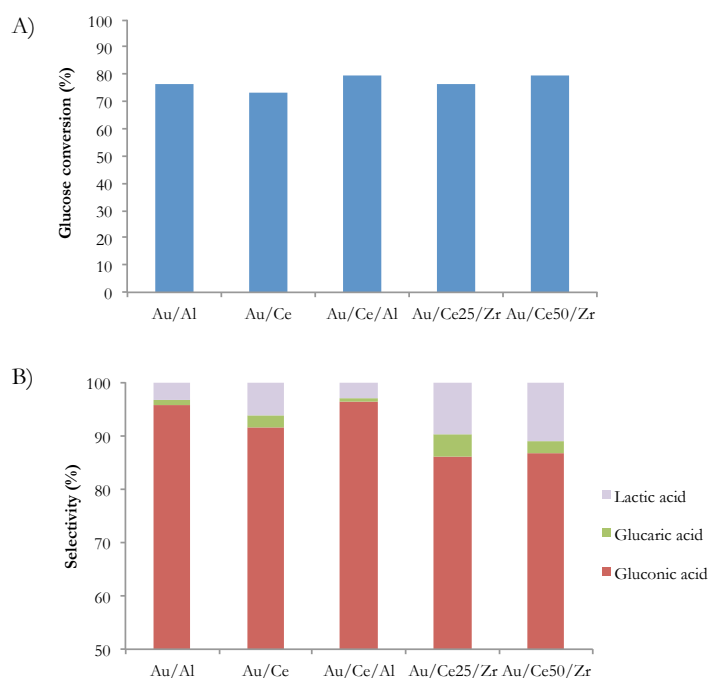 A)
Glucose conversion (%)
100
90
80
70
60
50
40
30
20
10
0
Au/Al Au/Ce Au/Ce/Al Au/Ce25/Zr Au/Ce50/Zr
B)
Selectivity (%)
100
90
80
70
60
50
Au/Al Au/Ce Au/Ce/Al Au/Ce25/Zr Au/Ce50/Zr
Lactic acid
Glucaric acid
Gluconic acid